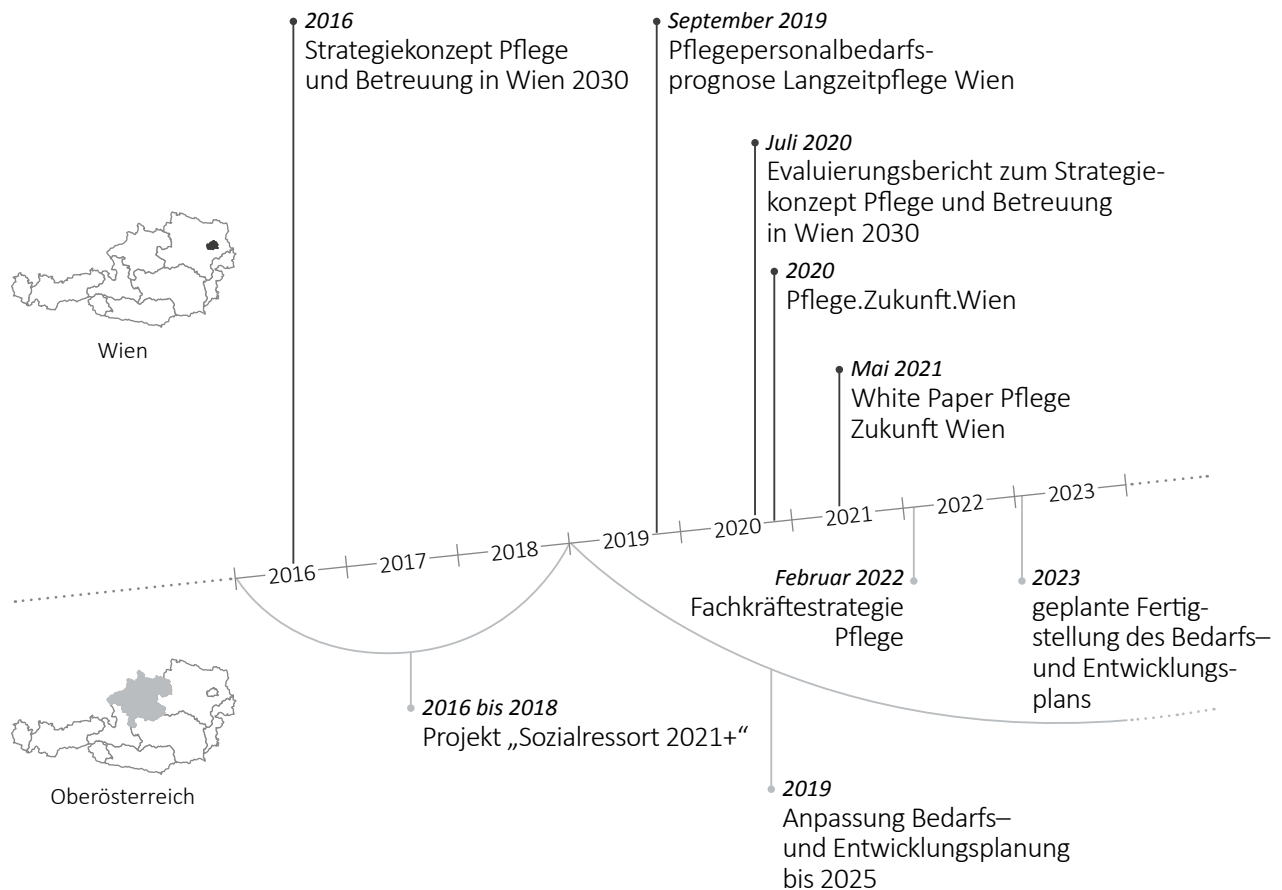 2016
Strategiekonzept Pflege
und Betreuung in Wien 2030
September 2019
Pflegepersonalbedarfs-
prognose Langzeitpflege Wien
Juli 2020
Evaluierungsbericht zum Strategie-
konzept Pflege und Betreuung
in Wien 2030
2020
Pflege.Zukunft.Wien
Mai 2021
White Paper Pflege
Zukunft Wien
Wien
2016
2017
2018
2019
2020
2021
2022
2023
Februar 2022
Fachkräftestrategie
Pflege
2023
geplante Fertig-
stellung des Bedarfs–
und Entwicklungs-
plans
2016 bis 2018
Projekt „Sozialressort 2021+“
Oberösterreich
2019
Anpassung Bedarfs–
und Entwicklungsplanung
bis 2025